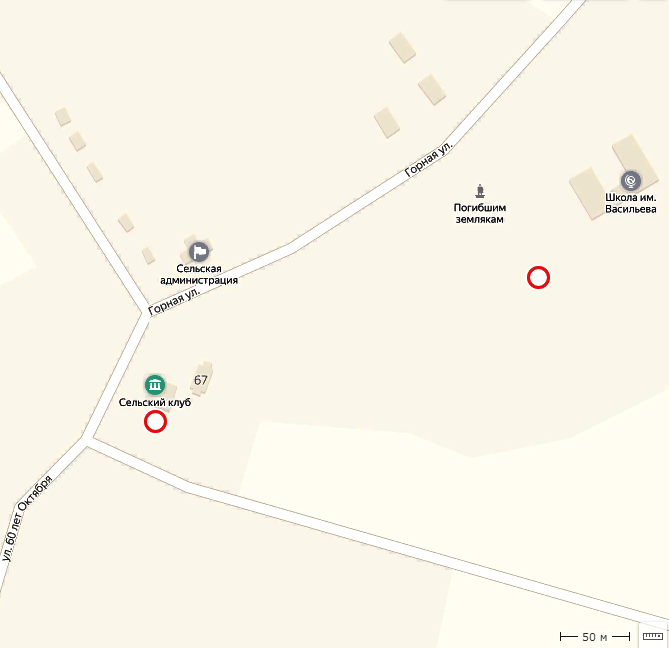 Горная ул.
Школа им.
Васильева
Погибшим
землякам
Сельская
администрация
Горная ул.
67
Сельский клуб
ул. 60 лет Октября
50 м